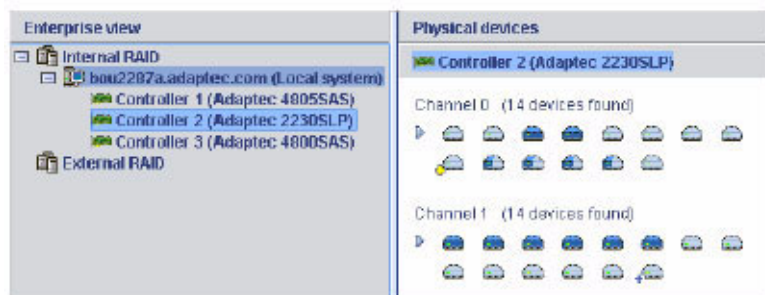 Enterprise view
Internal RAID
bou2287a.adaptec.com (Local system)
Controller 1 (Adaptec 4805SAS)
Controller 2 (Adaptec 2230SLP)
Controller 3 (Adaptec 4800SAS)
External RAID
Physical devices
Controller 2 (Adaptec 2230SLP)
Channel 0 (14 devices found)
Channel 1 (14 devices found)